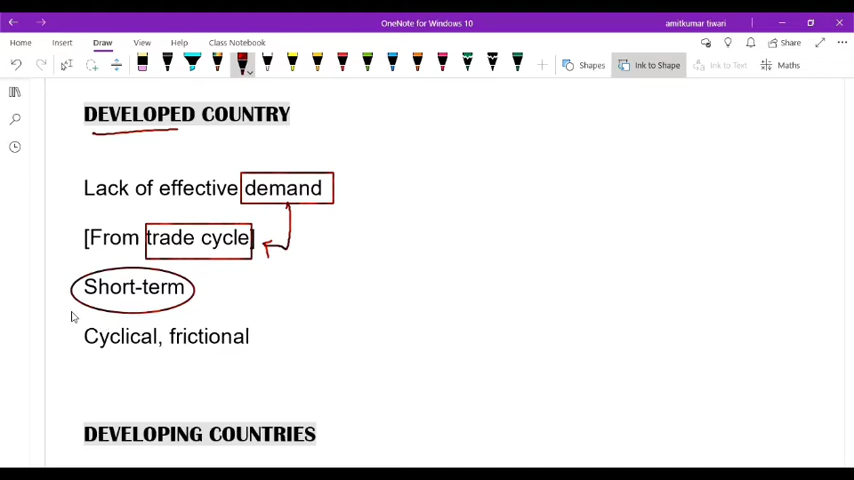 OneNote for Windows 10
amitkumar tiwari
Home Insert Draw View Help Class Notebook
Share
Shapes Ink to Shape Ink to Text Maths
DEVELOPED COUNTRY
Lack of effective demand
[From trade cycle]
Short-term
Cyclical, frictional
DEVELOPING COUNTRIES